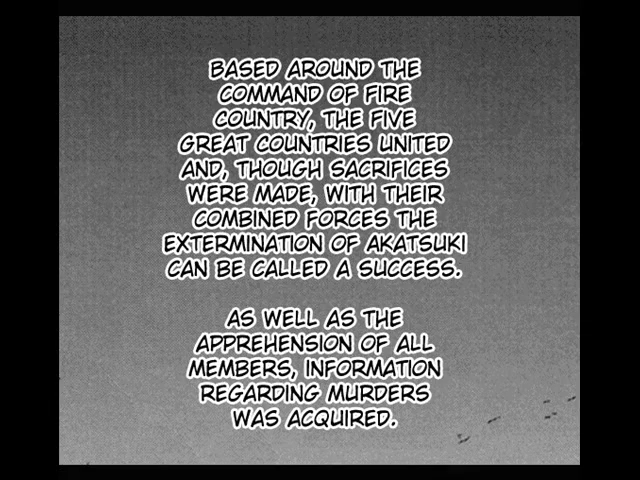 BASED AROUND THE
COMMAND OF FIRE
COUNTRY, THE FIVE
GREAT COUNTRIES UNITED
AND, THOUGH SACRIFICES
WERE MADE, WITH THEIR
COMBINED FORCES THE
EXTERMINATION OF AKATSUKI
CAN BE CALLED A SUCCESS.
AS WELL AS THE
APPREHENSION OF ALL
MEMBERS, INFORMATION
REGARDING MURDERS
WAS ACQUIRED.